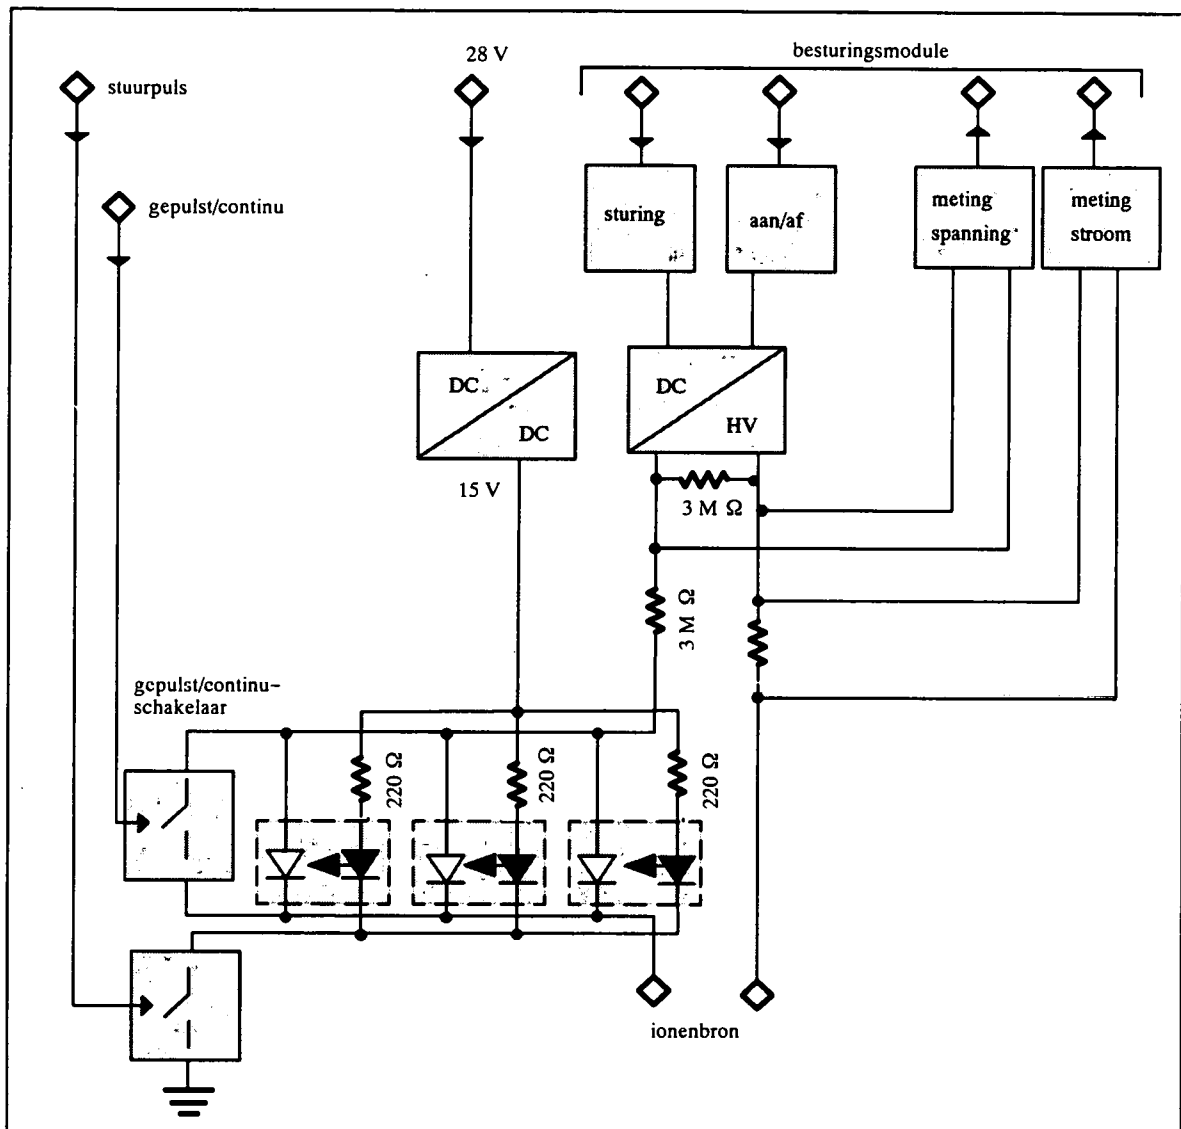 28 V
besturingsmodule
stuurpuls
gepulst/continu
sturing
aan/af
meting
spanning
meting
stroom
DC
DC
DC
HV
15 V
3 M Ω
3 M Ω
gepulst/continu-
schakelaar
220 Ω
220 Ω
220 Ω
ionenbron